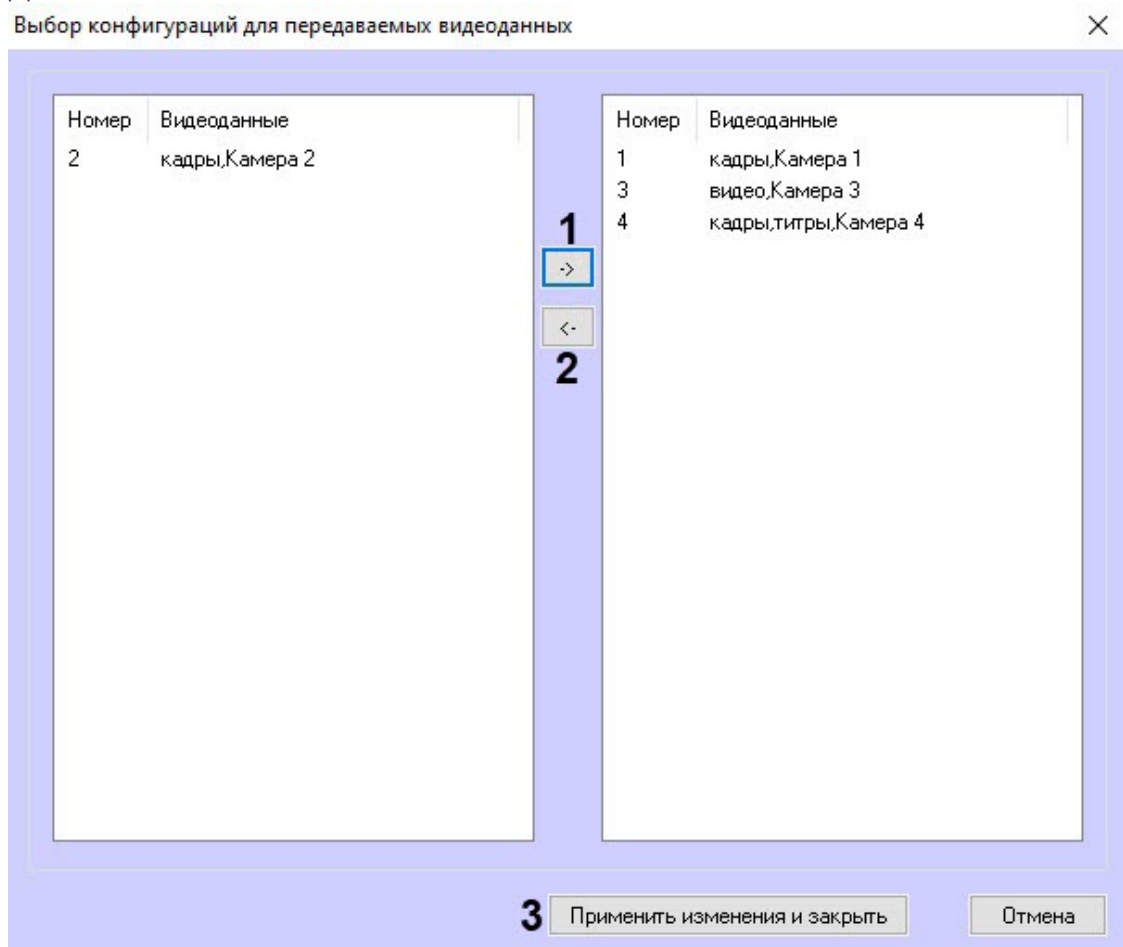 Выбор конфигураций для передаваемых видеоданных
Номер Видеоданные
2 кадры,Камера 2
1
->
<-
2
Номер Видеоданные
1 кадры,Камера 1
3 видео,Камера 3
4 кадры,титры,Камера 4
3 Применить изменения и закрыть Отмена